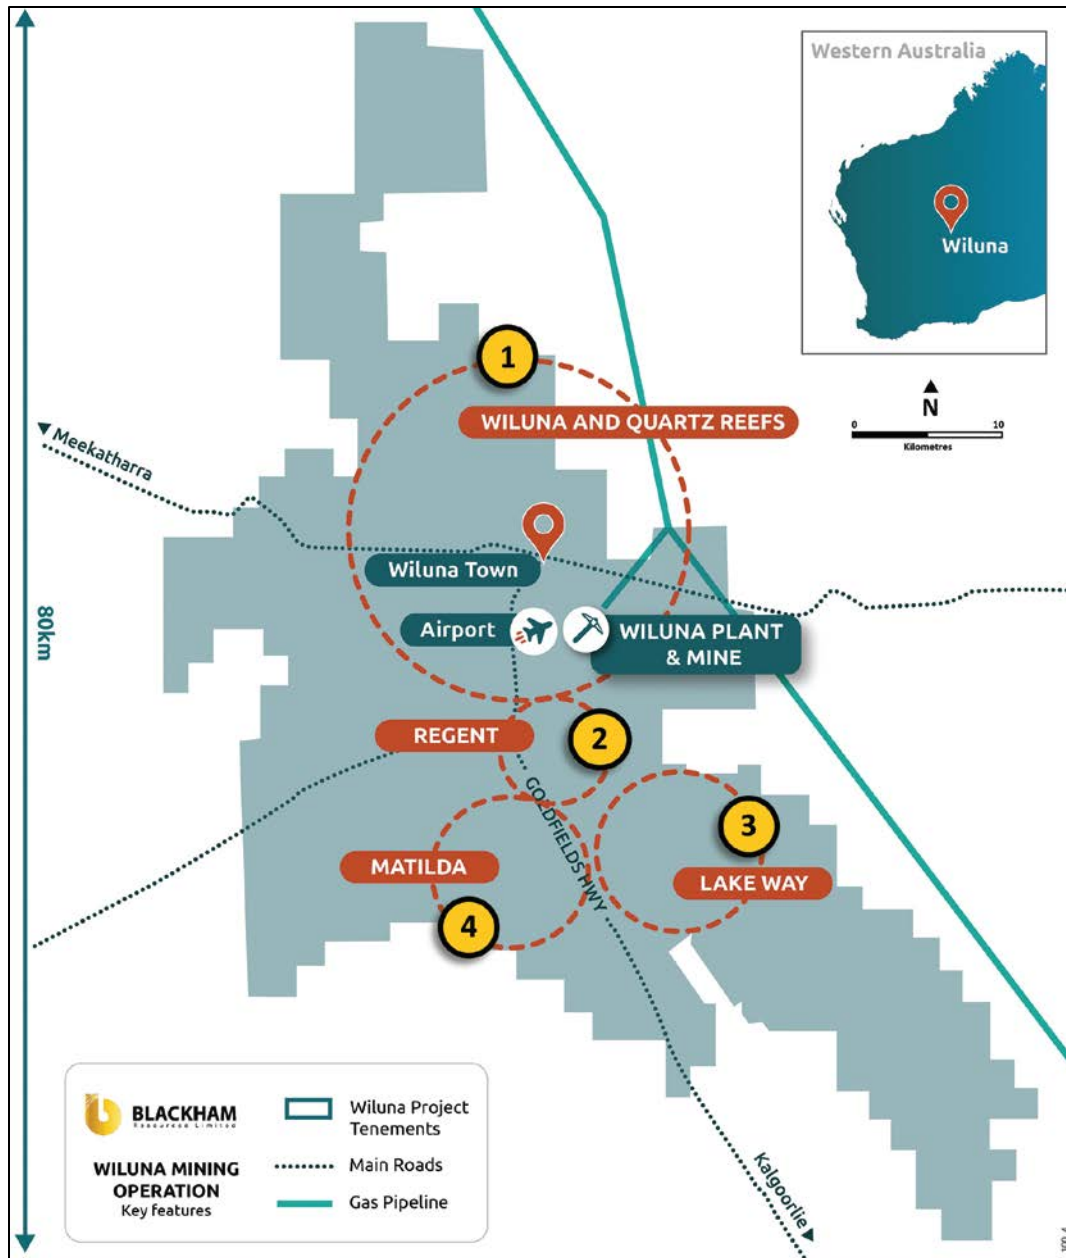 Western Australia
Wiluna
N
0 10
Kilometres
1
WILUNA AND QUARTZ REEFS
Meekatharra
80km
Wiluna Town
Airport
WILUNA PLANT
& MINE
REGENT
2
GOLDFIELDS HWY
3
MATILDA
LAKE WAY
4
Kalgoorlie
BLACKHAM
Resources Limited
WILUNA MINING
OPERATION
Key features
Wiluna Project
Tenements
Main Roads
Gas Pipeline